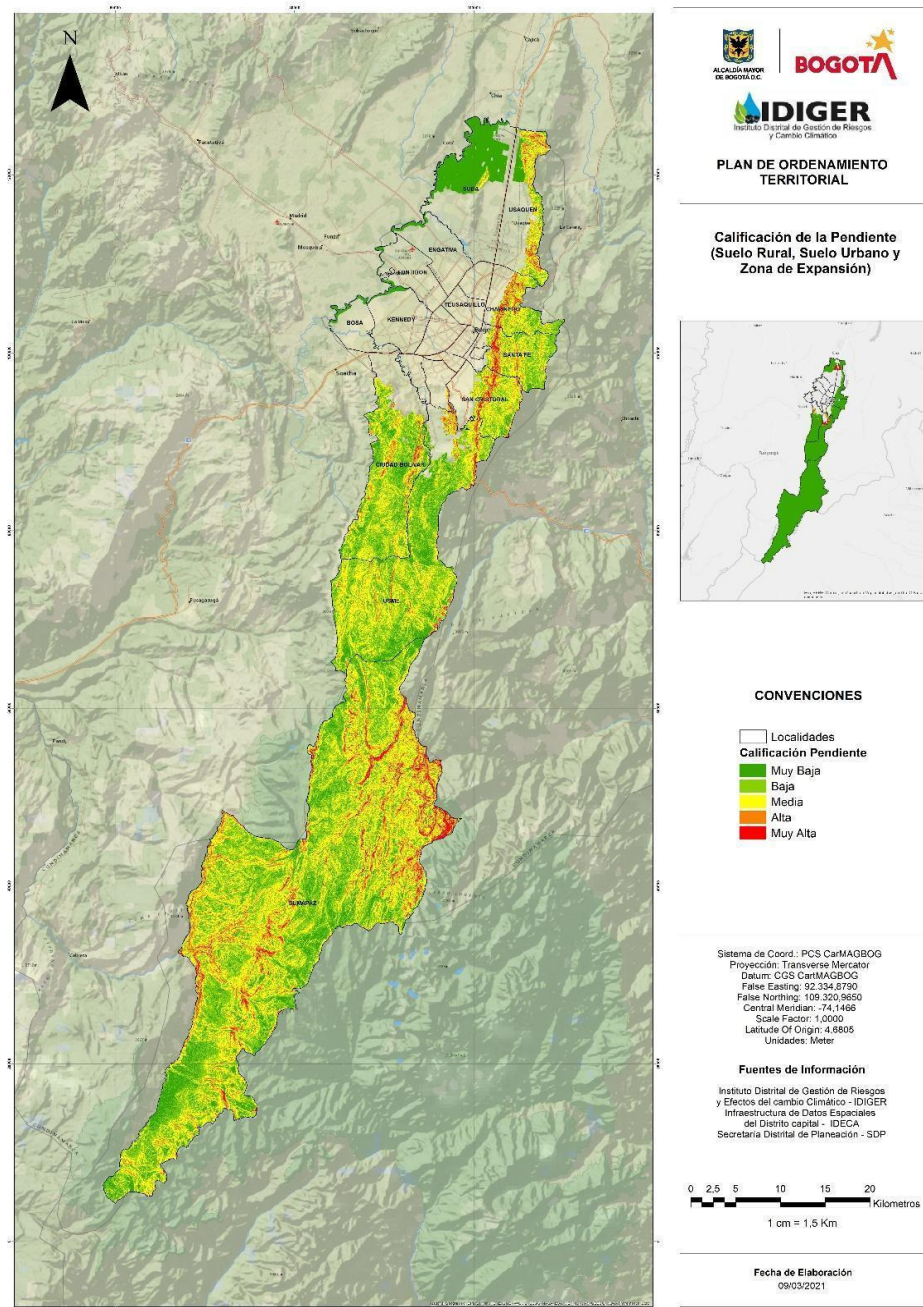 N
Chía
Madrid
Mosquera
Funza
Soacha
SUBA
USAQUEN
ENGATIVA
TEUSAQUILLO
KENNEDY
BOSA
SANTA FE
SAN CRISTOBAL
CIUDAD BOLIVAR
USME
SUMAPAZ
ALCALDÍA MAYOR
DE BOGOTÁ D.C.
BOGOTÁ
IDIGER
Instituto Distrital de Gestión de Riesgos
y Cambio Climático
PLAN DE ORDENAMIENTO
TERRITORIAL
Calificación de la Pendiente
(Suelo Rural, Suelo Urbano y
Zona de Expansión)
CONVENCIONES
Localidades
Calificación Pendiente
Muy Baja
Baja
Media
Alta
Muy Alta
Sistema de Coord.: PCS CarMAGBOG
Proyección: Transverse Mercator
Datum: CGS CartMAGBOG
False Easting: 92.334,8790
False Northing: 109.320,9650
Central Meridian: -74,1466
Scale Factor: 1,0000
Latitude Of Origin: 4,6805
Unidades: Meter
Fuentes de Información
Instituto Distrital de Gestión de Riesgos
y Efectos del cambio Climático - IDIGER
Infraestructura de Datos Espaciales
del Distrito capital - IDECA
Secretaría Distrital de Planeación - SDP
0 2,5 5 10 15 20
Kilometros
1 cm = 1,5 Km
Fecha de Elaboración
09/03/2021